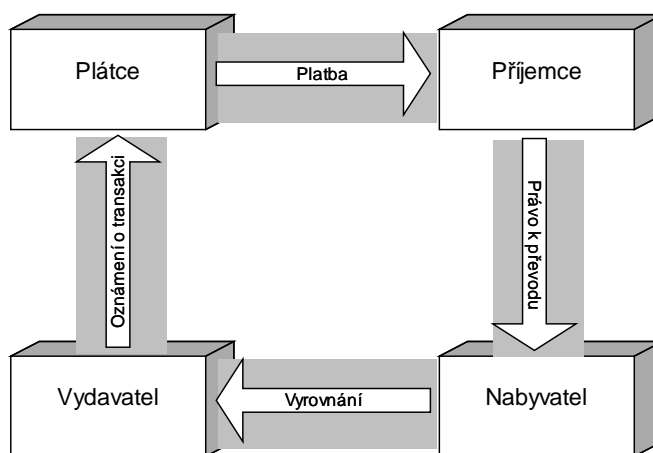 Plátce
Platba
Příjemce
Oznámení o transakci
Právo k převodu
Vydavatel
Vyrovnání
Nabyvatel